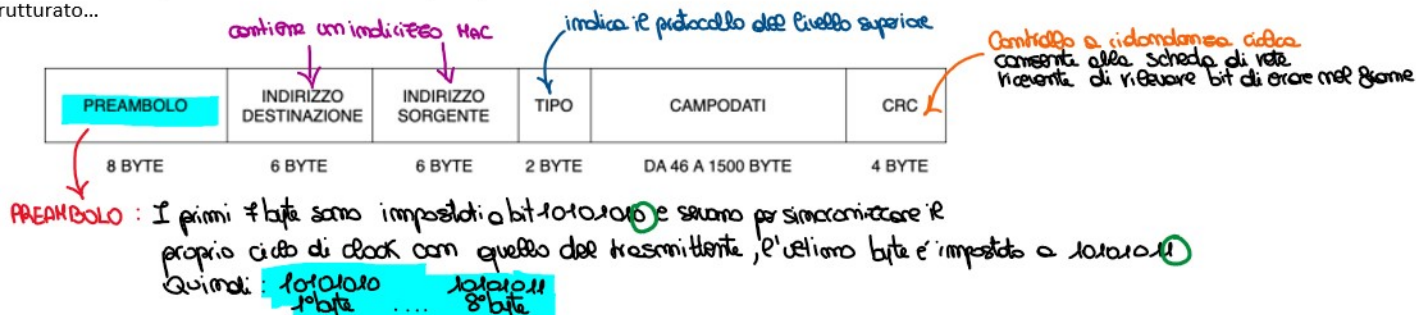 rutturato...
contiene un indirizzo MAC
indica il protocollo del livello superiore
Controllo a ridondanza ciclica
consente alla scheda di rete
ricevente di rilevare bit di errore nel frame
PREAMBOLO INDIRIZZO DESTINAZIONE INDIRIZZO SORGENTE TIPO CAMPODATI CRC
8 BYTE 6 BYTE 6 BYTE 2 BYTE DA 46 A 1500 BYTE 4 BYTE
PREAMBOLO : I primi 7 byte sono impostati a bit 10101010 e servono per sincronizzare il
proprio ciclo di clock con quello del trasmittente, l'ultimo byte è impostato a 10101011
Quindi : 10101010 10101011
1° byte .... 8° byte